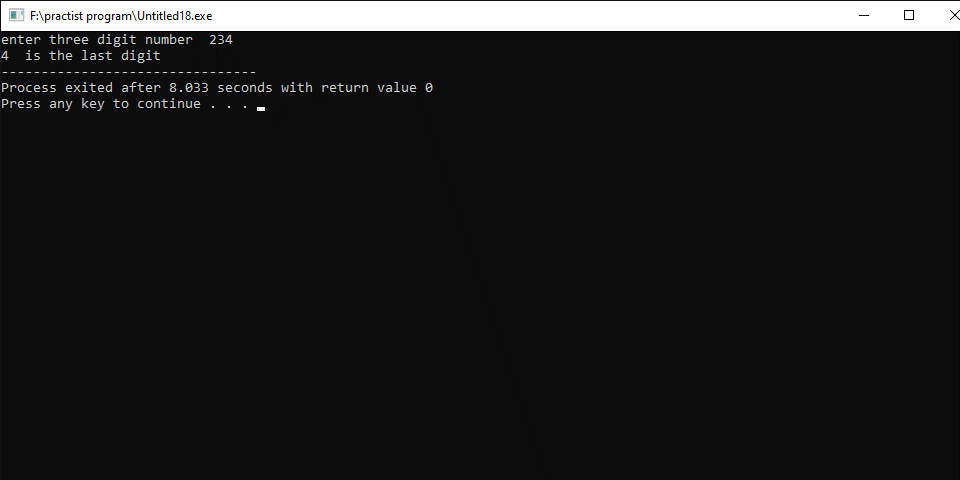 F:\practist program\Untitled18.exe
enter three digit number  234
4  is the last digit
--------------------------------
Process exited after 8.033 seconds with return value 0
Press any key to continue . . .